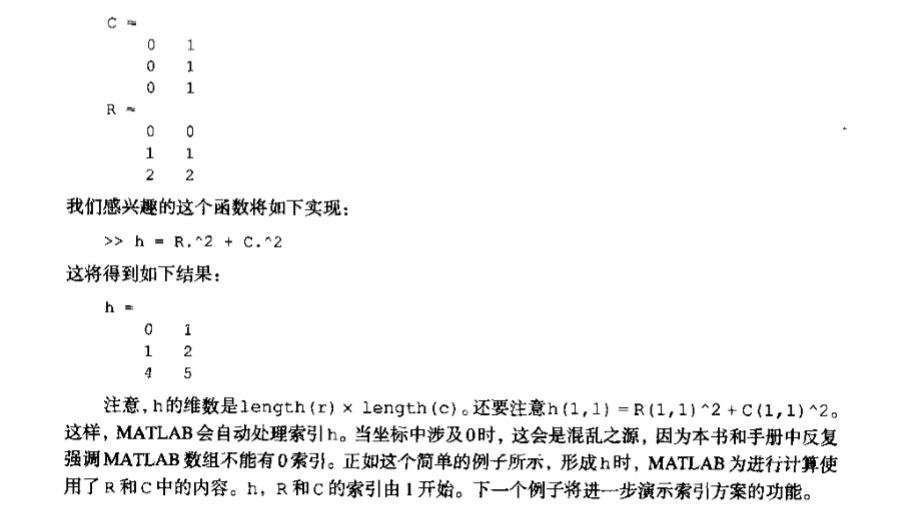 C =
0 1
0 1
0 1
R =
0 0
1 1
2 2
我们感兴趣的这个函数将如下实现：
>> h = R.^2 + C.^2
这将得到如下结果：
h =
0 1
1 2
4 5
注意，h的维数是length(r) × length(c)。还要注意h(1,1) = R(1,1)^2 + C(1,1)^2。
这样，MATLAB会自动处理索引h。当坐标中涉及0时，这会是混乱之源，因为本书和手册中反复
强调MATLAB数组不能有0索引。正如这个简单的例子所示，形成h时，MATLAB为进行计算使
用了R和C中的内容。h，R和C的索引由1开始。下一个例子将进一步演示索引方案的功能。